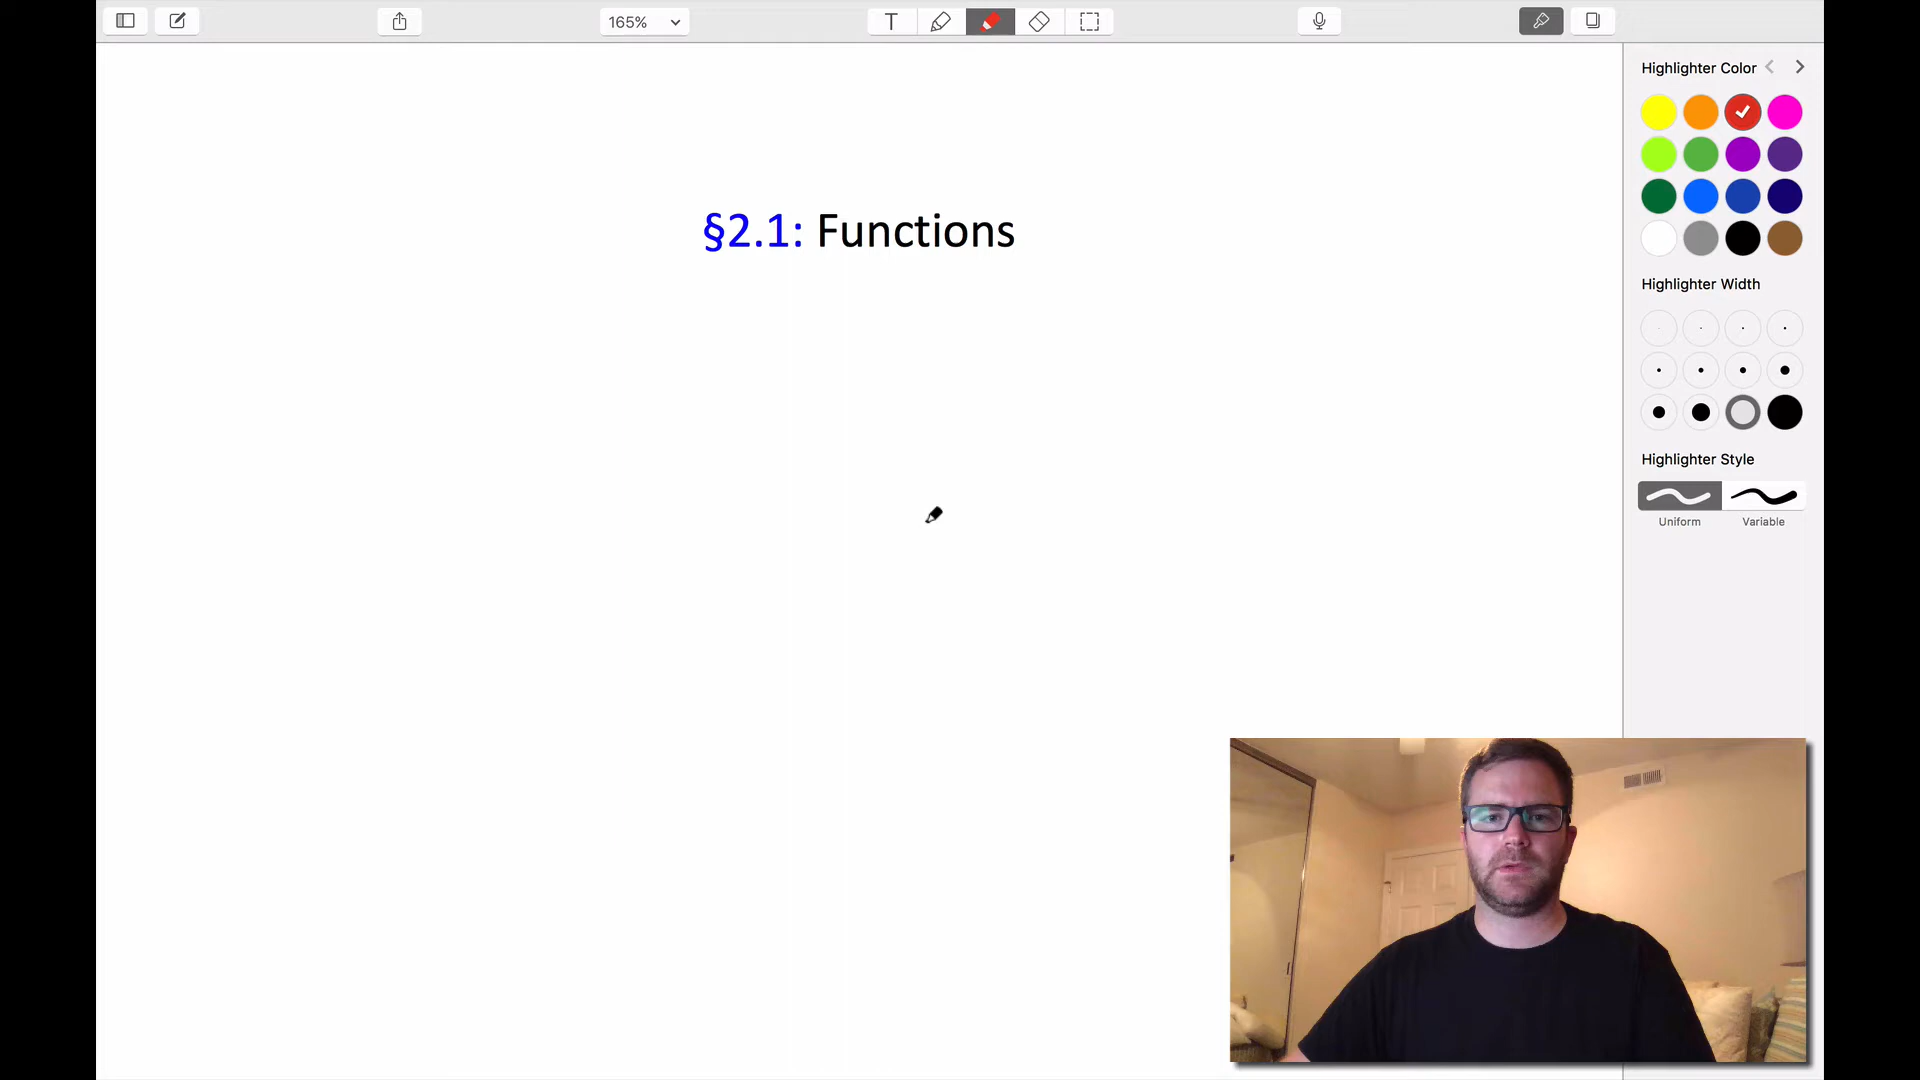 165%
T
Highlighter Color
§2.1: Functions
Highlighter Width
Highlighter Style
Uniform
Variable